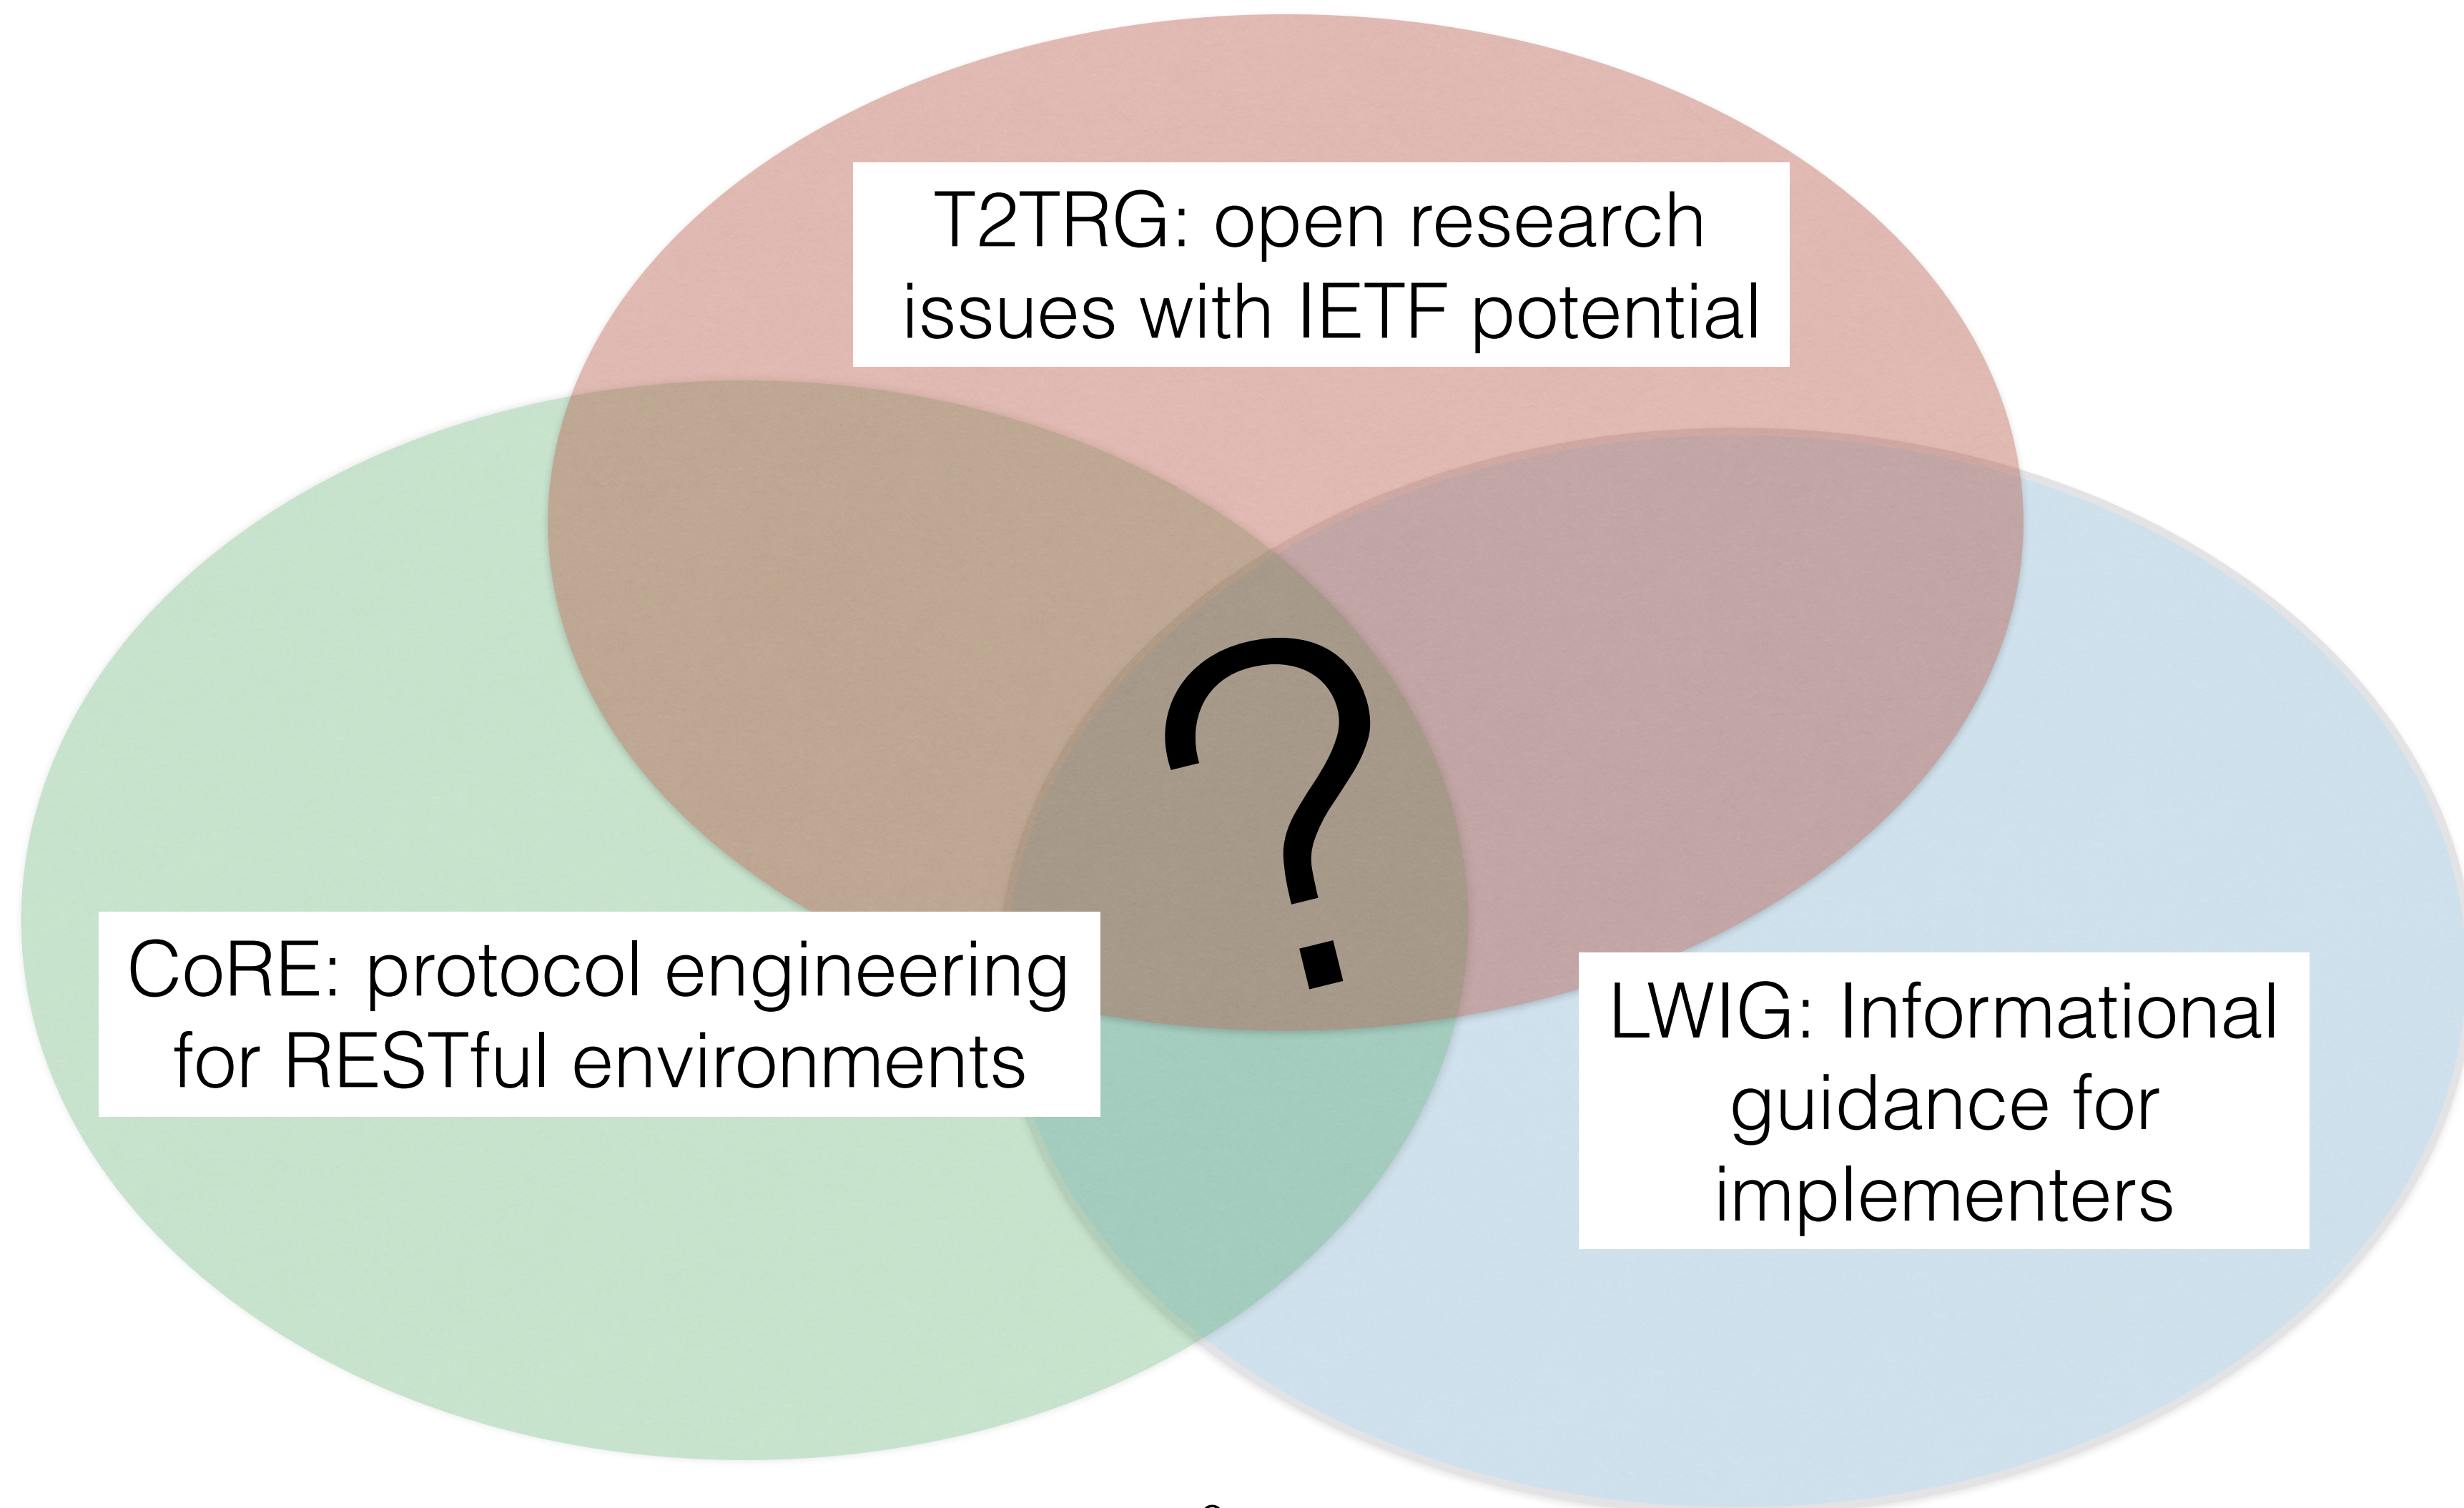 T2TRG: open research
issues with IETF potential
?
CoRE: protocol engineering
for RESTful environments
LWIG: Informational
guidance for
implementers